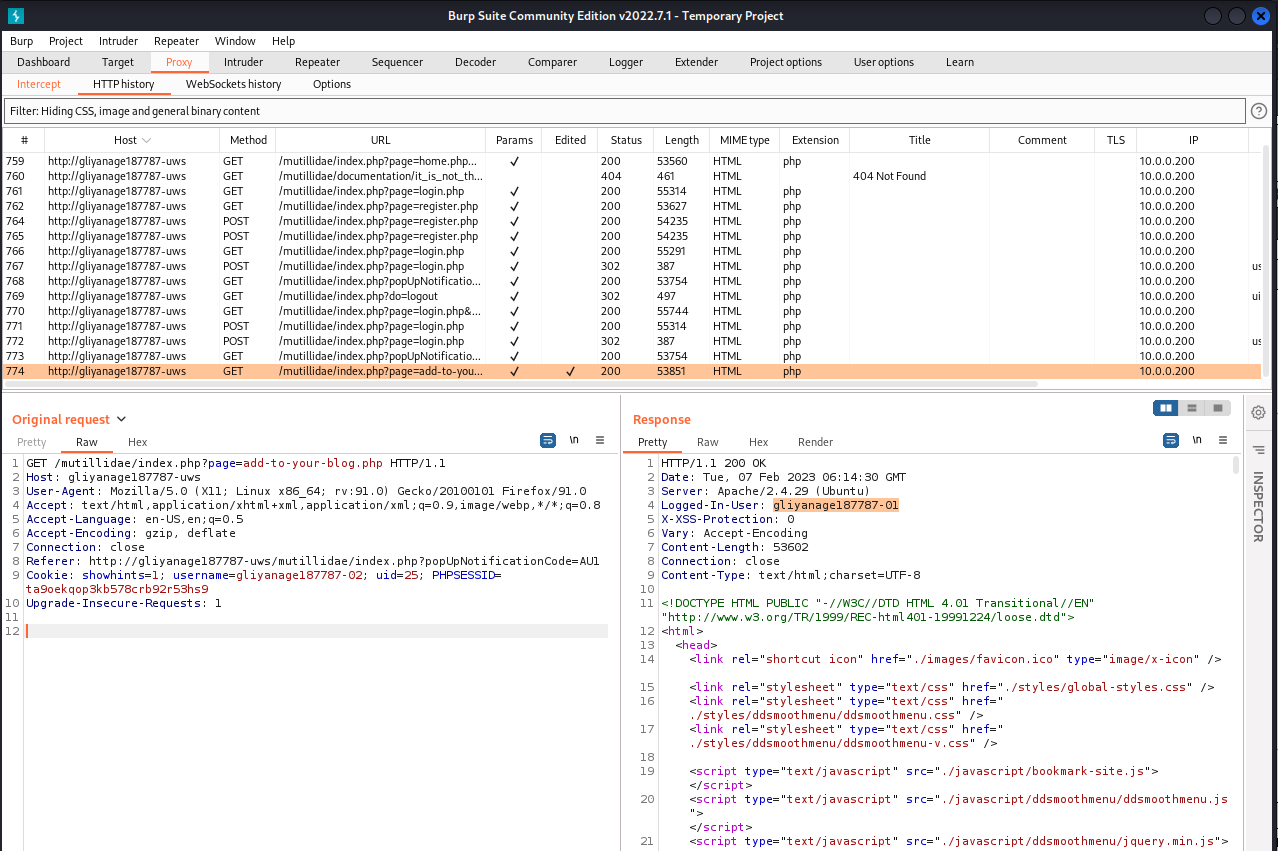 Burp Suite Community Edition v2022.7.1 - Temporary Project
Burp Project Intruder Repeater Window Help
Dashboard Target Proxy Intruder Repeater Sequencer Decoder Comparer Logger Extender Project options User options Learn
Intercept HTTP history WebSockets history Options
Filter: Hiding CSS, image and general binary content
# Host Method URL Params Edited Status Length MIME type Extension Title Comment TLS IP
759 http://gliyanage187787-uws GET /mutillidae/index.php?page=home.php... ✓ 200 53560 HTML php 10.0.0.200
760 http://gliyanage187787-uws GET /mutillidae/documentation/it_is_not_th... 404 461 HTML 404 Not Found 10.0.0.200
761 http://gliyanage187787-uws GET /mutillidae/index.php?page=login.php ✓ 200 55314 HTML php 10.0.0.200
762 http://gliyanage187787-uws GET /mutillidae/index.php?page=register.php ✓ 200 53627 HTML php 10.0.0.200
764 http://gliyanage187787-uws POST /mutillidae/index.php?page=register.php ✓ 200 54235 HTML php 10.0.0.200
765 http://gliyanage187787-uws POST /mutillidae/index.php?page=register.php ✓ 200 54235 HTML php 10.0.0.200
766 http://gliyanage187787-uws GET /mutillidae/index.php?page=login.php ✓ 200 55291 HTML php 10.0.0.200
767 http://gliyanage187787-uws POST /mutillidae/index.php?page=login.php ✓ 302 387 HTML php 10.0.0.200 us
768 http://gliyanage187787-uws GET /mutillidae/index.php?popUpNotificatio... ✓ 200 53754 HTML php 10.0.0.200
769 http://gliyanage187787-uws GET /mutillidae/index.php?do=logout ✓ 302 497 HTML php 10.0.0.200 ui
770 http://gliyanage187787-uws GET /mutillidae/index.php?page=login.php&... ✓ 200 55744 HTML php 10.0.0.200
771 http://gliyanage187787-uws POST /mutillidae/index.php?page=login.php ✓ 200 55314 HTML php 10.0.0.200
772 http://gliyanage187787-uws POST /mutillidae/index.php?page=login.php ✓ 302 387 HTML php 10.0.0.200 us
773 http://gliyanage187787-uws GET /mutillidae/index.php?popUpNotificatio... ✓ 200 53754 HTML php 10.0.0.200
774 http://gliyanage187787-uws GET /mutillidae/index.php?page=add-to-you... ✓ ✓ 200 53851 HTML php 10.0.0.200
Original request
Pretty Raw Hex \n
1 GET /mutillidae/index.php?page=add-to-your-blog.php HTTP/1.1
2 Host: gliyanage187787-uws
3 User-Agent: Mozilla/5.0 (X11; Linux x86_64; rv:91.0) Gecko/20100101 Firefox/91.0
4 Accept: text/html,application/xhtml+xml,application/xml;q=0.9,image/webp,*/*;q=0.8
5 Accept-Language: en-US,en;q=0.5
6 Accept-Encoding: gzip, deflate
7 Connection: close
8 Referer: http://gliyanage187787-uws/mutillidae/index.php?popUpNotificationCode=AU1
9 Cookie: showhints=1; username=gliyanage187787-02; uid=25; PHPSESSID=
ta9oekqop3kb578crb92r53hs9
10 Upgrade-Insecure-Requests: 1
11
12
Response
Pretty Raw Hex Render \n
1 HTTP/1.1 200 OK
2 Date: Tue, 07 Feb 2023 06:14:30 GMT
3 Server: Apache/2.4.29 (Ubuntu)
4 Logged-In-User: gliyanage187787-01
5 X-XSS-Protection: 0
6 Vary: Accept-Encoding
7 Content-Length: 53602
8 Connection: close
9 Content-Type: text/html;charset=UTF-8
10
11 <!DOCTYPE HTML PUBLIC "-//W3C//DTD HTML 4.01 Transitional//EN"
"http://www.w3.org/TR/1999/REC-html401-19991224/loose.dtd">
12 <html>
13 <head>
14 <link rel="shortcut icon" href="./images/favicon.ico" type="image/x-icon" />
15 <link rel="stylesheet" type="text/css" href="./styles/global-styles.css" />
16 <link rel="stylesheet" type="text/css" href="
./styles/ddsmoothmenu/ddsmoothmenu.css" />
17 <link rel="stylesheet" type="text/css" href="
./styles/ddsmoothmenu/ddsmoothmenu-v.css" />
18
19 <script type="text/javascript" src="./javascript/bookmark-site.js">
</script>
20 <script type="text/javascript" src="./javascript/ddsmoothmenu/ddsmoothmenu.js
">
</script>
21 <script type="text/javascript" src="./javascript/ddsmoothmenu/jquery.min.js">
INSPECTOR